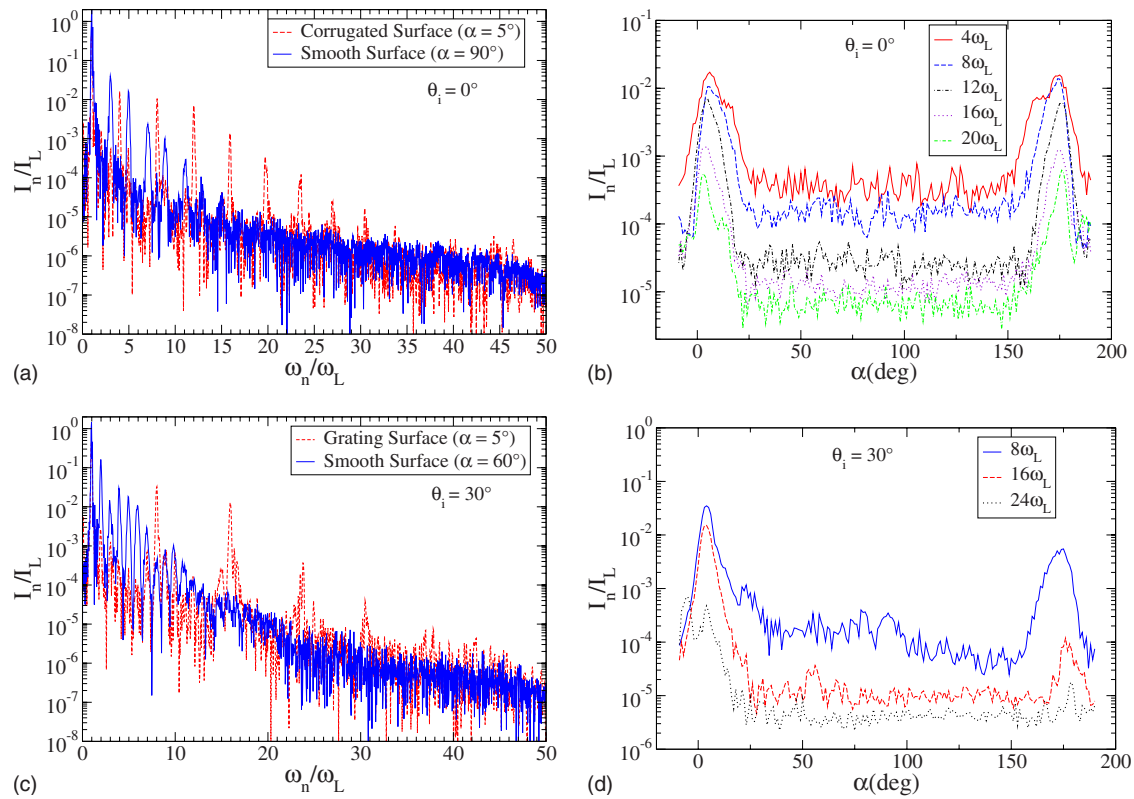 10^0
10^-1
10^-2
10^-3
10^-4
10^-5
10^-6
10^-7
10^-8
I_n/I_L
Corrugated Surface (α = 5°)
Smooth Surface (α = 90°)
θ_i = 0°
0 5 10 15 20 25 30 35 40 45 50
ω_n/ω_L
(a)
10^-1
10^-2
10^-3
10^-4
10^-5
I_n/I_L
θ_i = 0°
4ω_L
8ω_L
12ω_L
16ω_L
20ω_L
0 50 100 150 200
α(deg)
(b)
10^0
10^-1
10^-2
10^-3
10^-4
10^-5
10^-6
10^-7
10^-8
I_n/I_L
Grating Surface (α = 5°)
Smooth Surface (α = 60°)
θ_i = 30°
0 10 20 30 40 50
ω_n/ω_L
(c)
10^0
10^-1
10^-2
10^-3
10^-4
10^-5
10^-6
I_n/I_L
θ_i = 30°
8ω_L
16ω_L
24ω_L
0 50 100 150 200
α(deg)
(d)